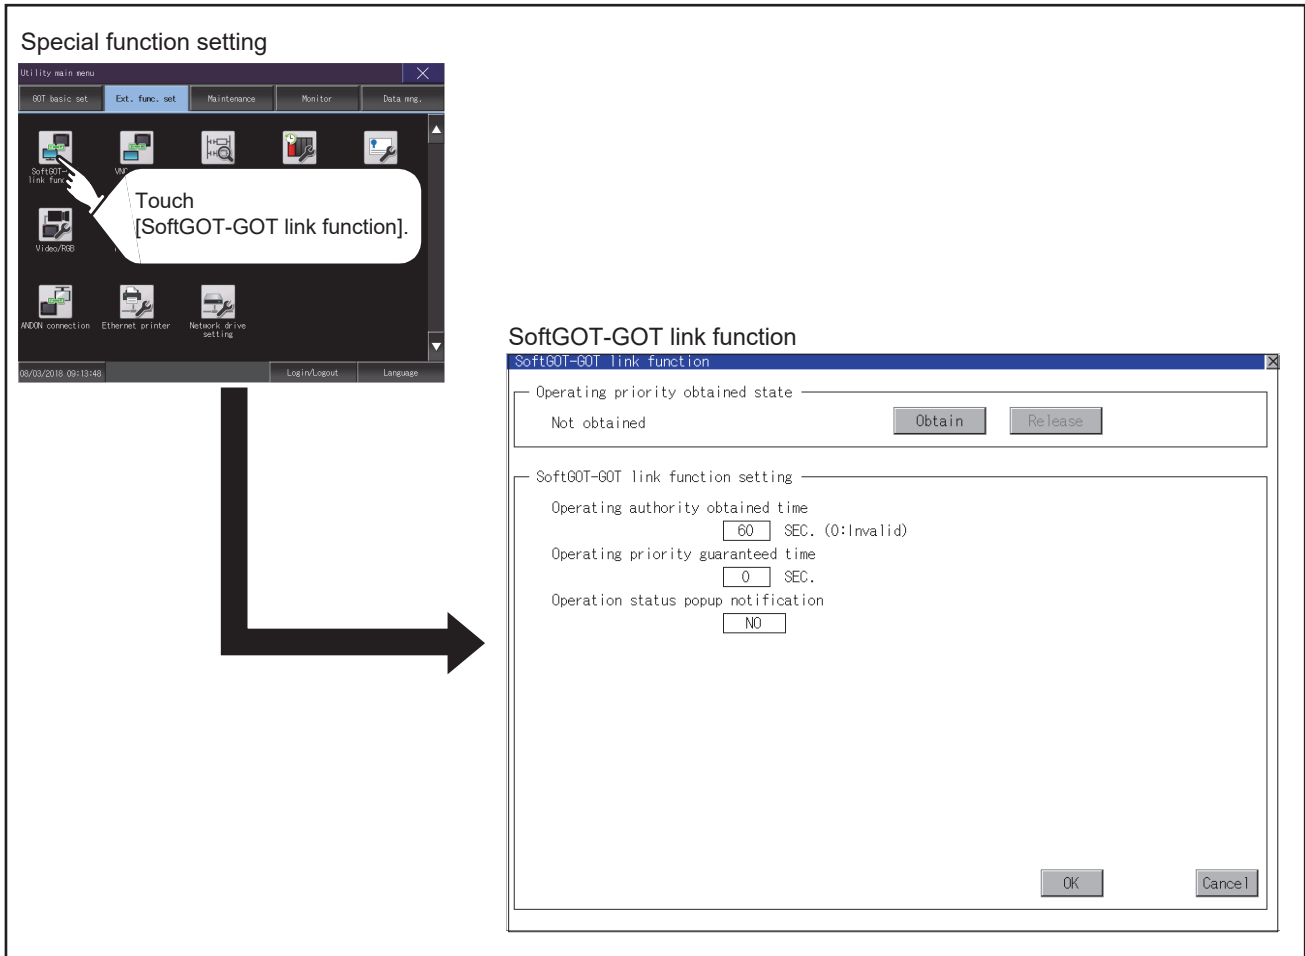 Special function setting
Utility main menu
GOT basic set
Ext. func. set
Maintenance
Monitor
Data mng.
SoftGOT-
link func
VNC
Touch
[SoftGOT-GOT link function].
Video/RGB
ANDON connection
Ethernet printer
Network drive
setting
08/03/2018 09:13:48
Login/Logout
Language
SoftGOT-GOT link function
SoftGOT-GOT link function
Operating priority obtained state
Not obtained
Obtain
Release
SoftGOT-GOT link function setting
Operating authority obtained time
60 SEC. (0:Invalid)
Operating priority guaranteed time
0 SEC.
Operation status popup notification
NO
OK
Cancel